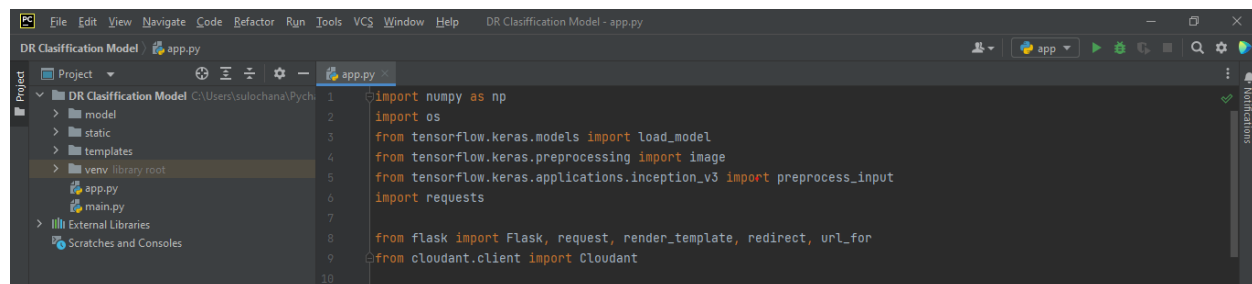 PC File Edit View Navigate Code Refactor Run Tools VCS Window Help DR Clasiffication Model - app.py
DR Clasiffication Model app.py app
Project Project app.py
DR Clasiffication Model C:\Users\sulochana\Pych
model
static
templates
venv library root
app.py
main.py
External Libraries
Scratches and Consoles
1 import numpy as np
2 import os
3 from tensorflow.keras.models import load_model
4 from tensorflow.keras.preprocessing import image
5 from tensorflow.keras.applications.inception_v3 import preprocess_input
6 import requests
7
8 from flask import Flask, request, render_template, redirect, url_for
9 from cloudant.client import Cloudant
10
Notifications